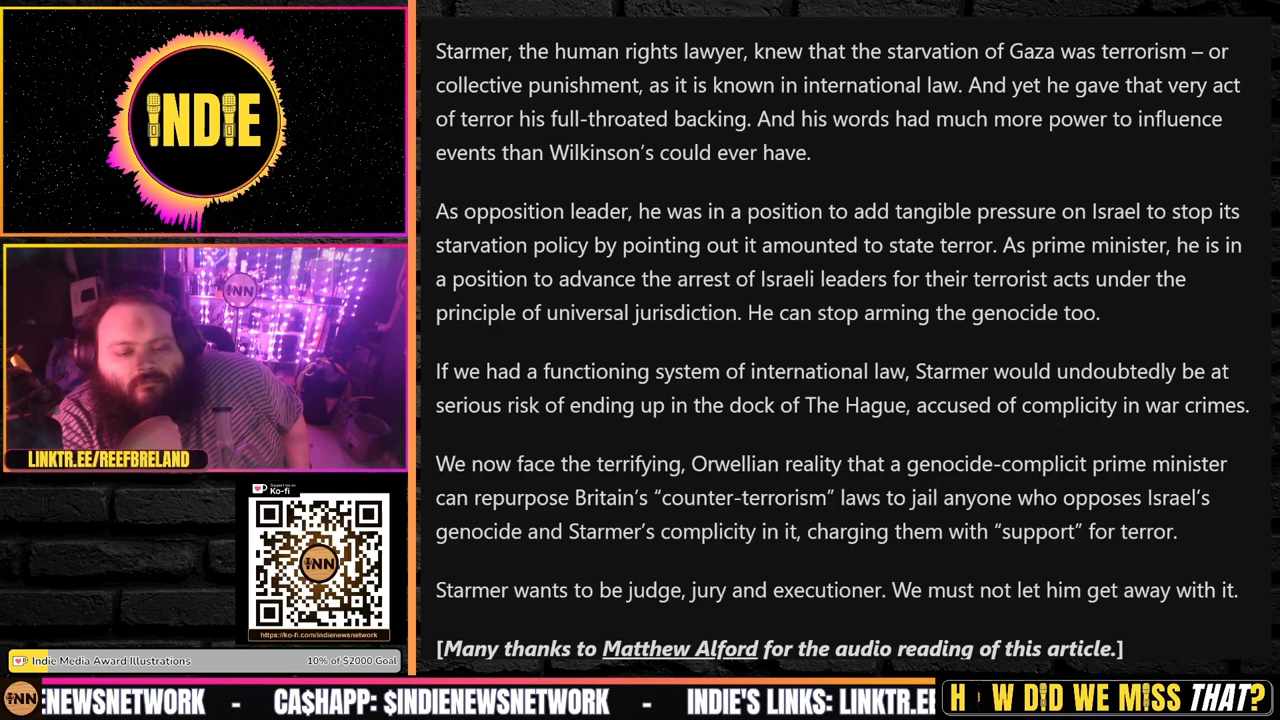 INDIE
INN
LINKTR.EE/REEFBRELAND
Support me on
Ko-fi
INN
https://ko-fi.com/indienewsnetwork
Indie Media Award Illustrations 10% of $2000 Goal
Starmer, the human rights lawyer, knew that the starvation of Gaza was terrorism – or
collective punishment, as it is known in international law. And yet he gave that very act
of terror his full-throated backing. And his words had much more power to influence
events than Wilkinson’s could ever have.
As opposition leader, he was in a position to add tangible pressure on Israel to stop its
starvation policy by pointing out it amounted to state terror. As prime minister, he is in
a position to advance the arrest of Israeli leaders for their terrorist acts under the
principle of universal jurisdiction. He can stop arming the genocide too.
If we had a functioning system of international law, Starmer would undoubtedly be at
serious risk of ending up in the dock of The Hague, accused of complicity in war crimes.
We now face the terrifying, Orwellian reality that a genocide-complicit prime minister
can repurpose Britain’s “counter-terrorism” laws to jail anyone who opposes Israel’s
genocide and Starmer’s complicity in it, charging them with “support” for terror.
Starmer wants to be judge, jury and executioner. We must not let him get away with it.
[Many thanks to Matthew Alford for the audio reading of this article.]
INN
ENEWSNETWORK - CA$HAPP: $INDIENEWSNETWORK - INDIE'S LINKS: LINKTR.EE
H W DID WE MISS THAT?